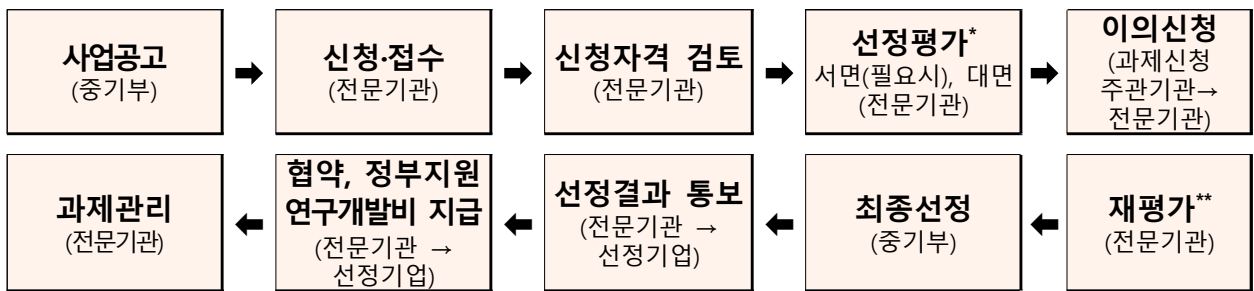 사업공고
(중기부)
➡
신청·접수
(전문기관)
➡
신청자격 검토
(전문기관)
➡
선정평가*
서면(필요시), 대면
(전문기관)
➡
이의신청
(과제신청
주관기관→
전문기관)
과제관리
(전문기관)
⬅
협약, 정부지원
연구개발비 지급
(전문기관 →
선정기업)
⬅
선정결과 통보
(전문기관 →
선정기업)
⬅
최종선정
(중기부)
⬅
재평가**
(전문기관)